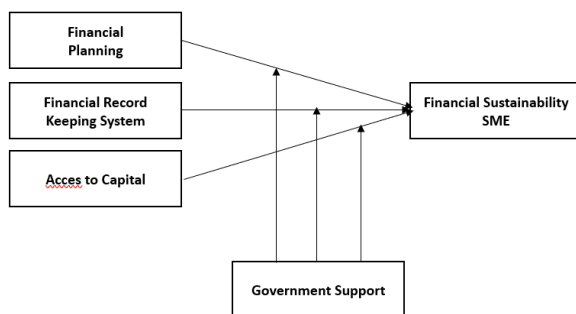 Financial
Planning
Financial Record
Keeping System
Acces to Capital
Financial Sustainability
SME
Government Support